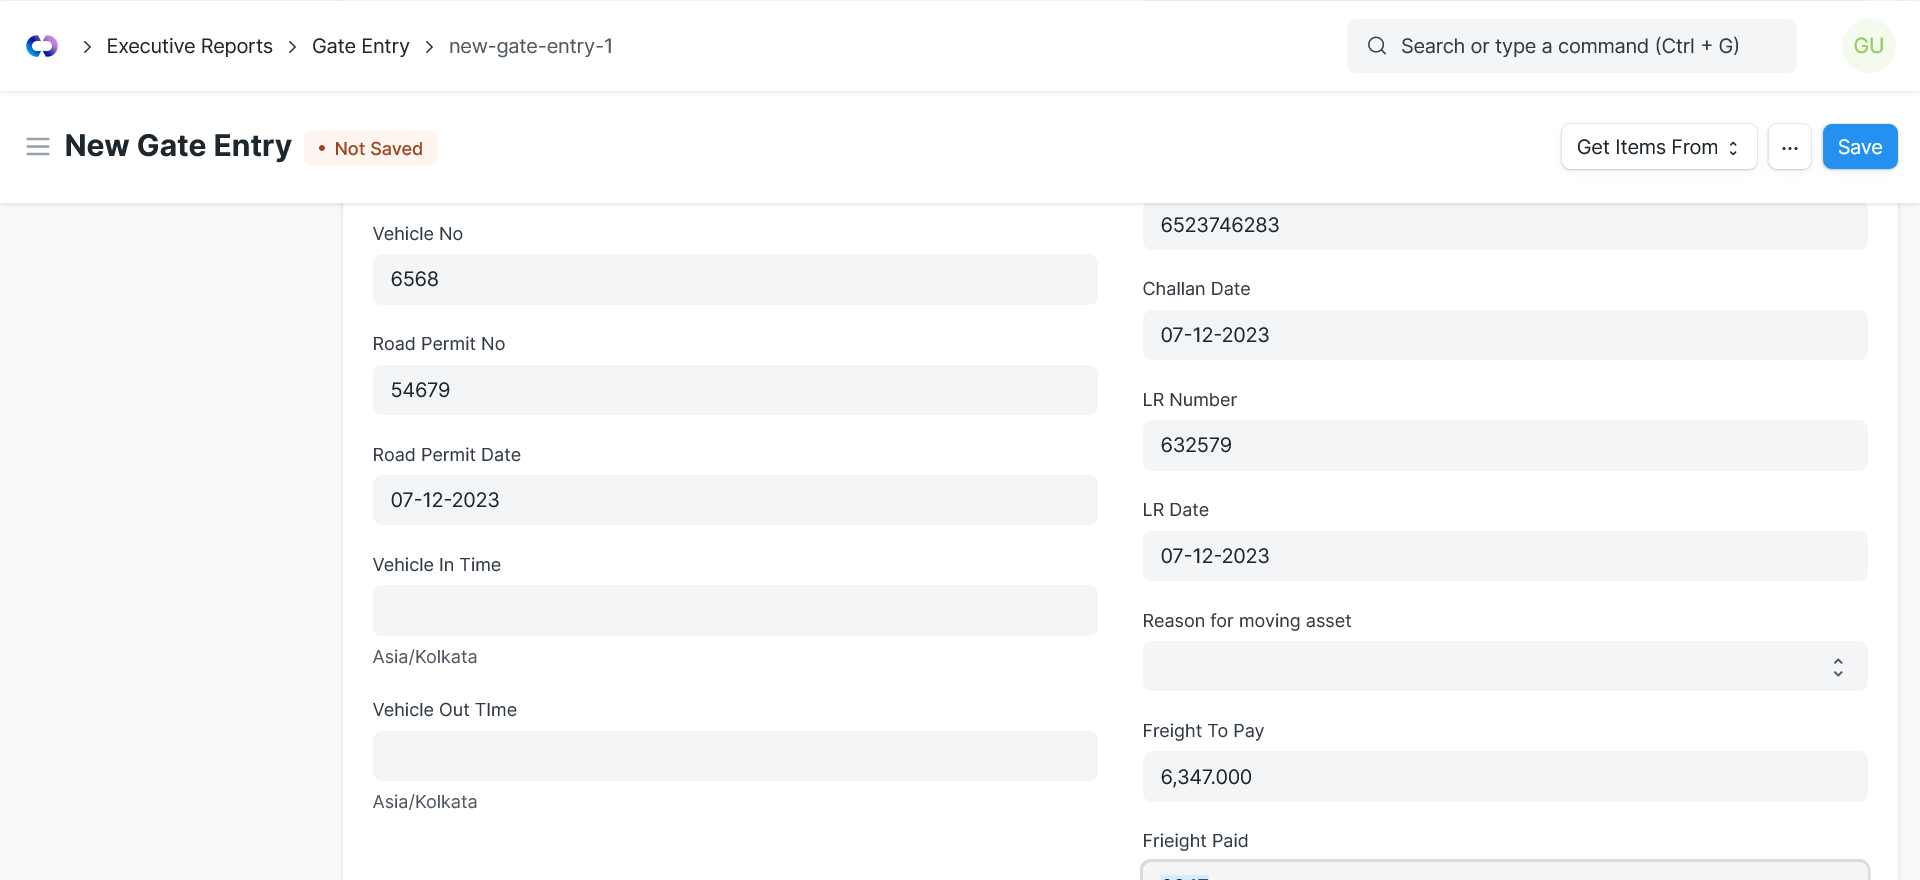 Executive Reports
Gate Entry
new-gate-entry-1
Search or type a command (Ctrl + G)
GU
New Gate Entry
• Not Saved
Get Items From
...
Save
Vehicle No
6568
Road Permit No
54679
Road Permit Date
07-12-2023
Vehicle In Time
Asia/Kolkata
Vehicle Out TIme
Asia/Kolkata
6523746283
Challan Date
07-12-2023
LR Number
632579
LR Date
07-12-2023
Reason for moving asset
Freight To Pay
6,347.000
Frieight Paid